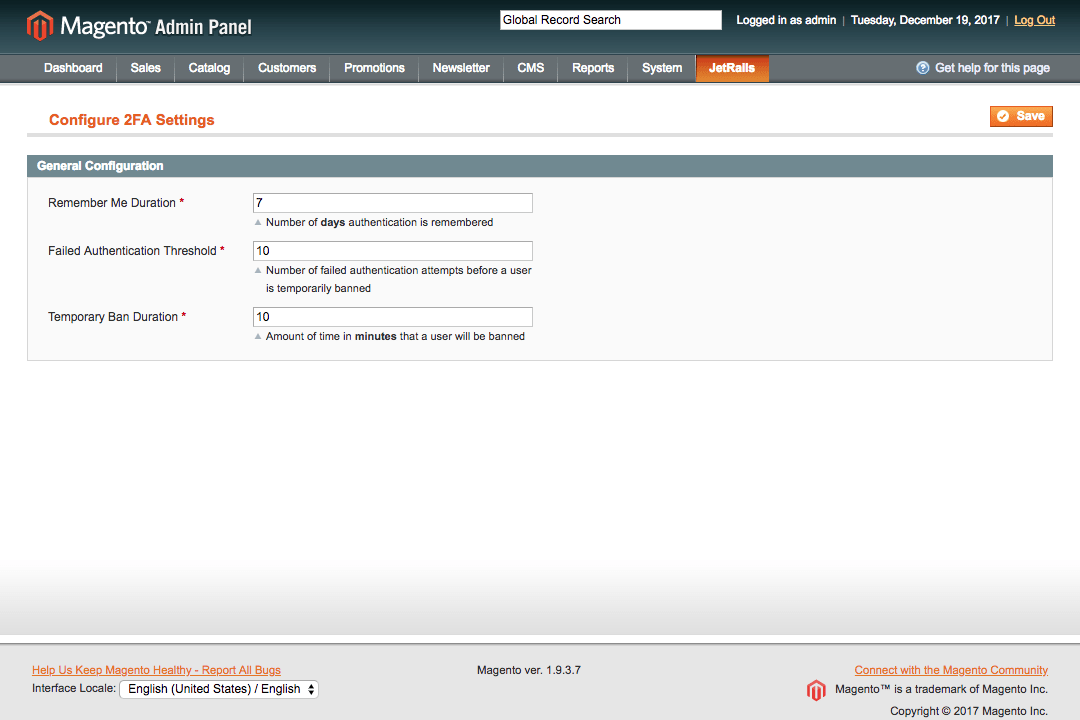 Magento™ Admin Panel
Global Record Search
Logged in as admin | Tuesday, December 19, 2017 | Log Out
Dashboard Sales Catalog Customers Promotions Newsletter CMS Reports System JetRails Get help for this page
Configure 2FA Settings
Save
General Configuration
Remember Me Duration * 7
Number of days authentication is remembered
Failed Authentication Threshold * 10
Number of failed authentication attempts before a user
is temporarily banned
Temporary Ban Duration * 10
Amount of time in minutes that a user will be banned
Help Us Keep Magento Healthy - Report All Bugs
Interface Locale: English (United States) / English
Magento ver. 1.9.3.7
Connect with the Magento Community
Magento™ is a trademark of Magento Inc.
Copyright © 2017 Magento Inc.